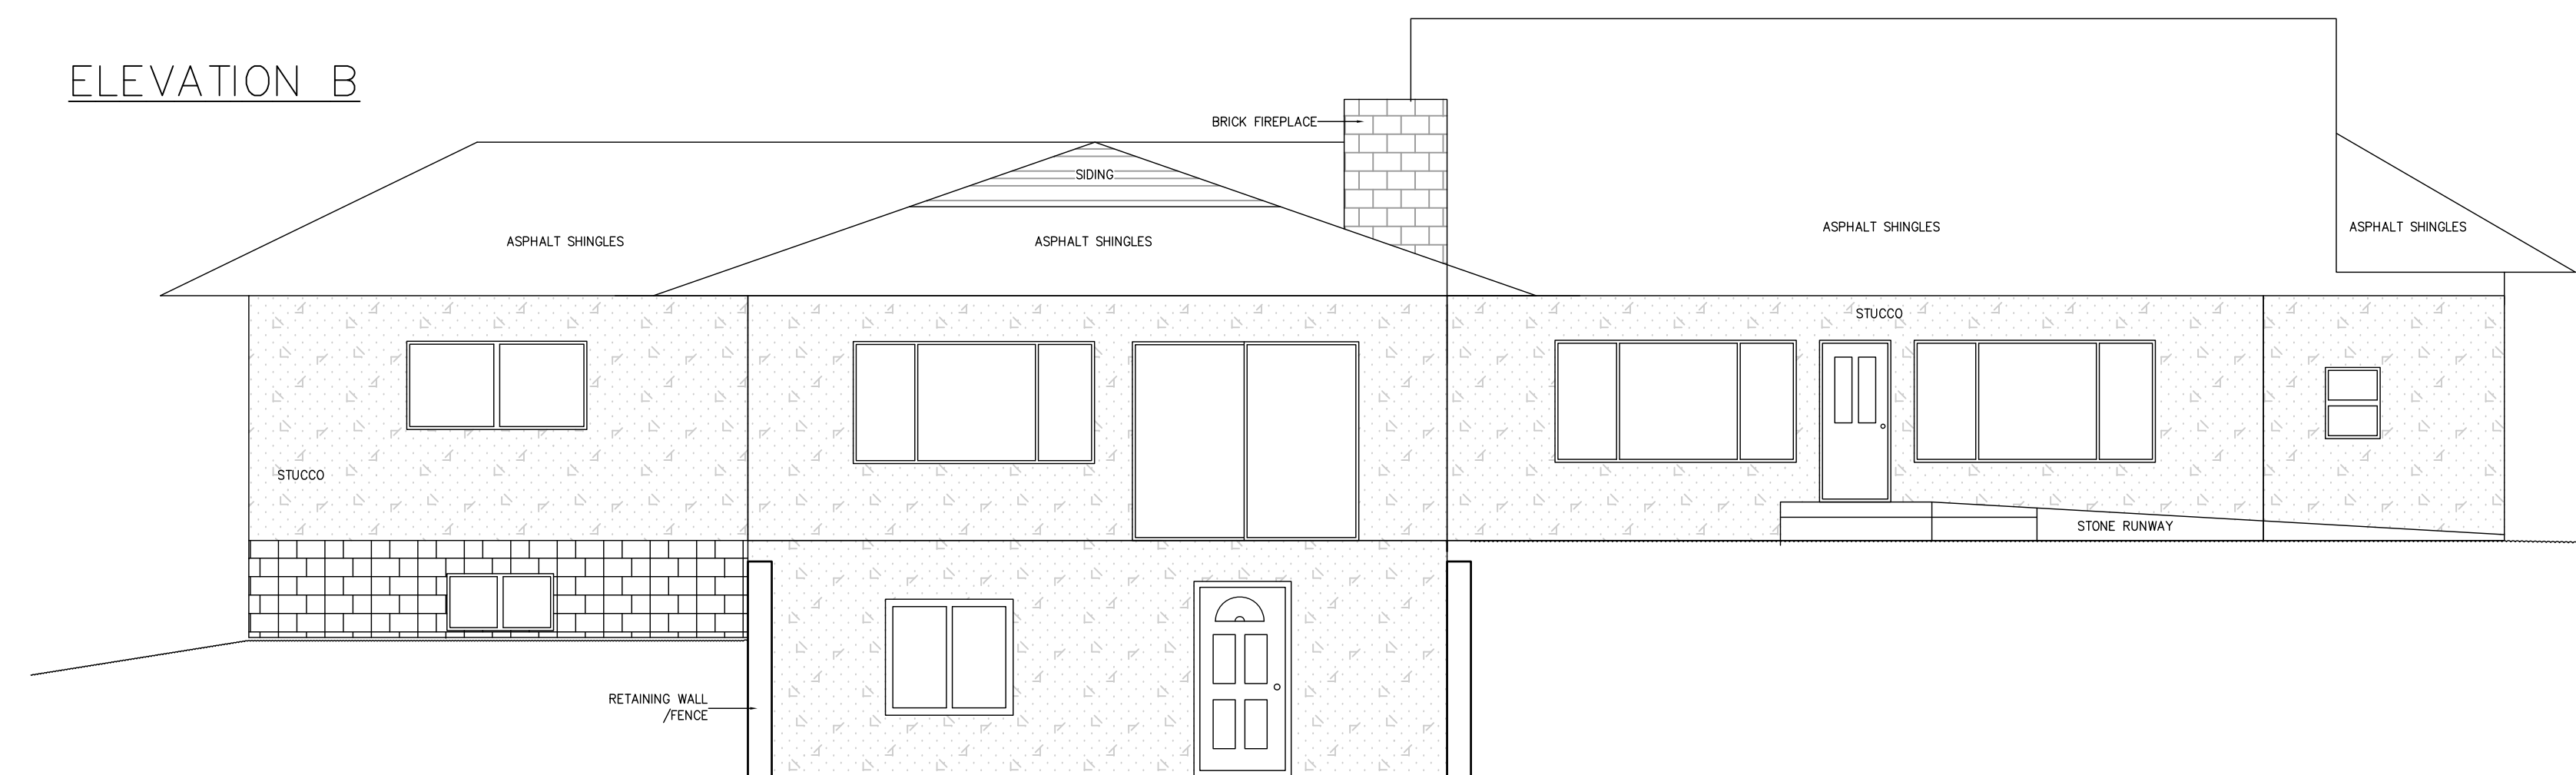 ELEVATION B
BRICK FIREPLACE
SIDING
ASPHALT SHINGLES
ASPHALT SHINGLES
ASPHALT SHINGLES
ASPHALT SHINGLES
STUCCO
STUCCO
STONE RUNWAY
RETAINING WALL
/FENCE